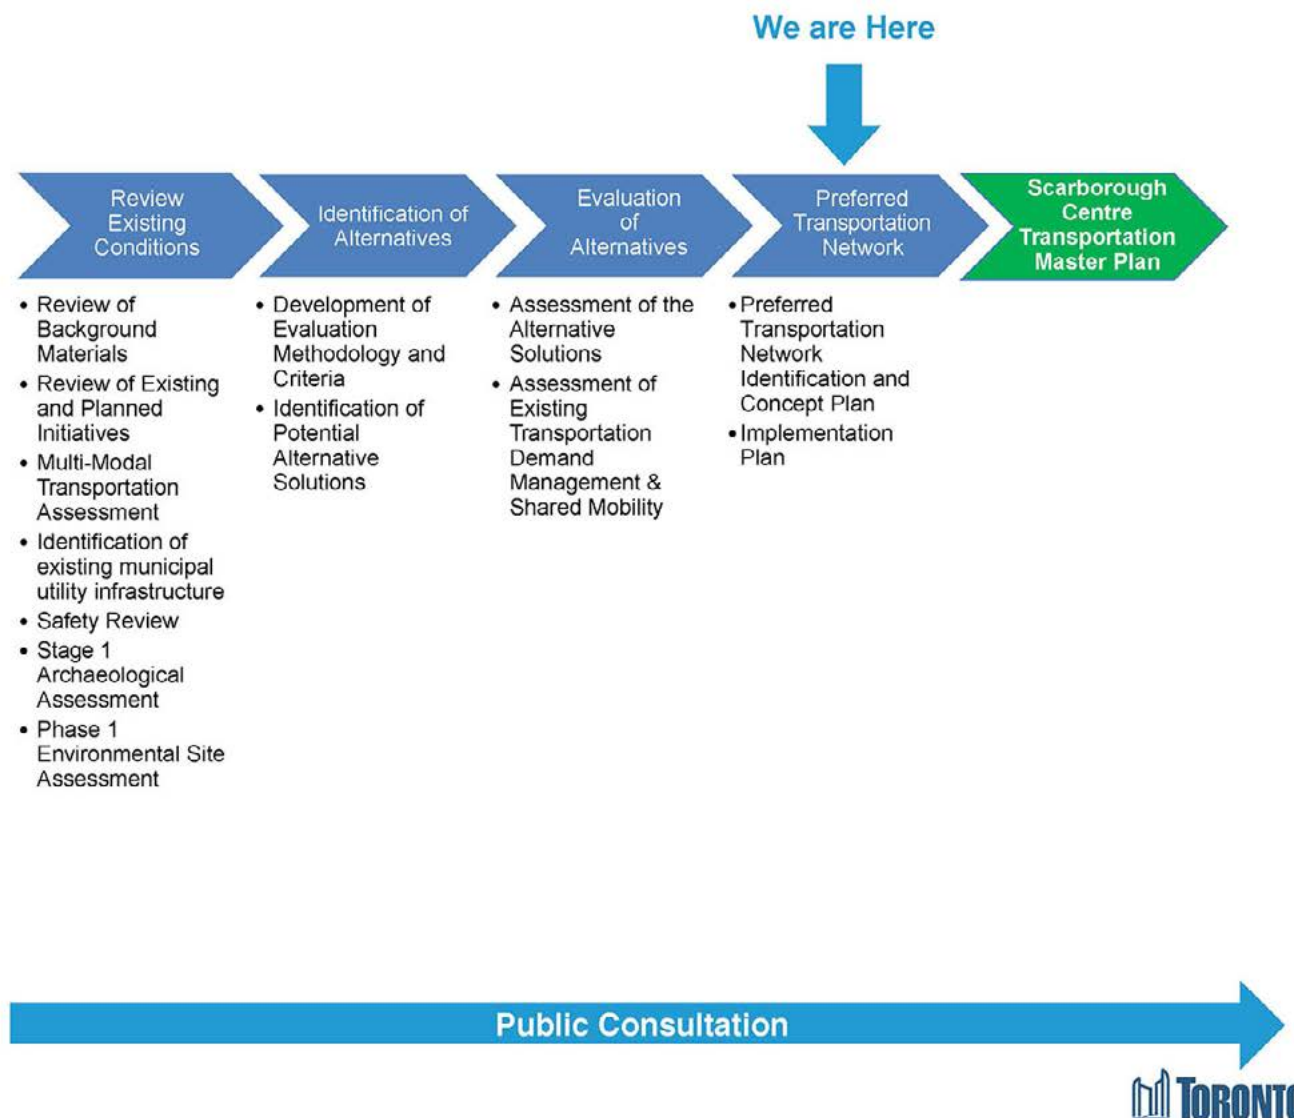 We are Here
Review
Existing
Conditions
Identification of
Alternatives
Evaluation
of
Alternatives
Preferred
Transportation
Network
Scarborough
Centre
Transportation
Master Plan
• Review of
Background
Materials
• Review of Existing
and Planned
Initiatives
• Multi-Modal
Transportation
Assessment
• Identification of
existing municipal
utility infrastructure
• Safety Review
• Stage 1
Archaeological
Assessment
• Phase 1
Environmental Site
Assessment
• Development of
Evaluation
Methodology and
Criteria
• Identification of
Potential
Alternative
Solutions
• Assessment of the
Alternative
Solutions
• Assessment of
Existing
Transportation
Demand
Management &
Shared Mobility
• Preferred
Transportation
Network
Identification and
Concept Plan
• Implementation
Plan
Public Consultation
TORONTO